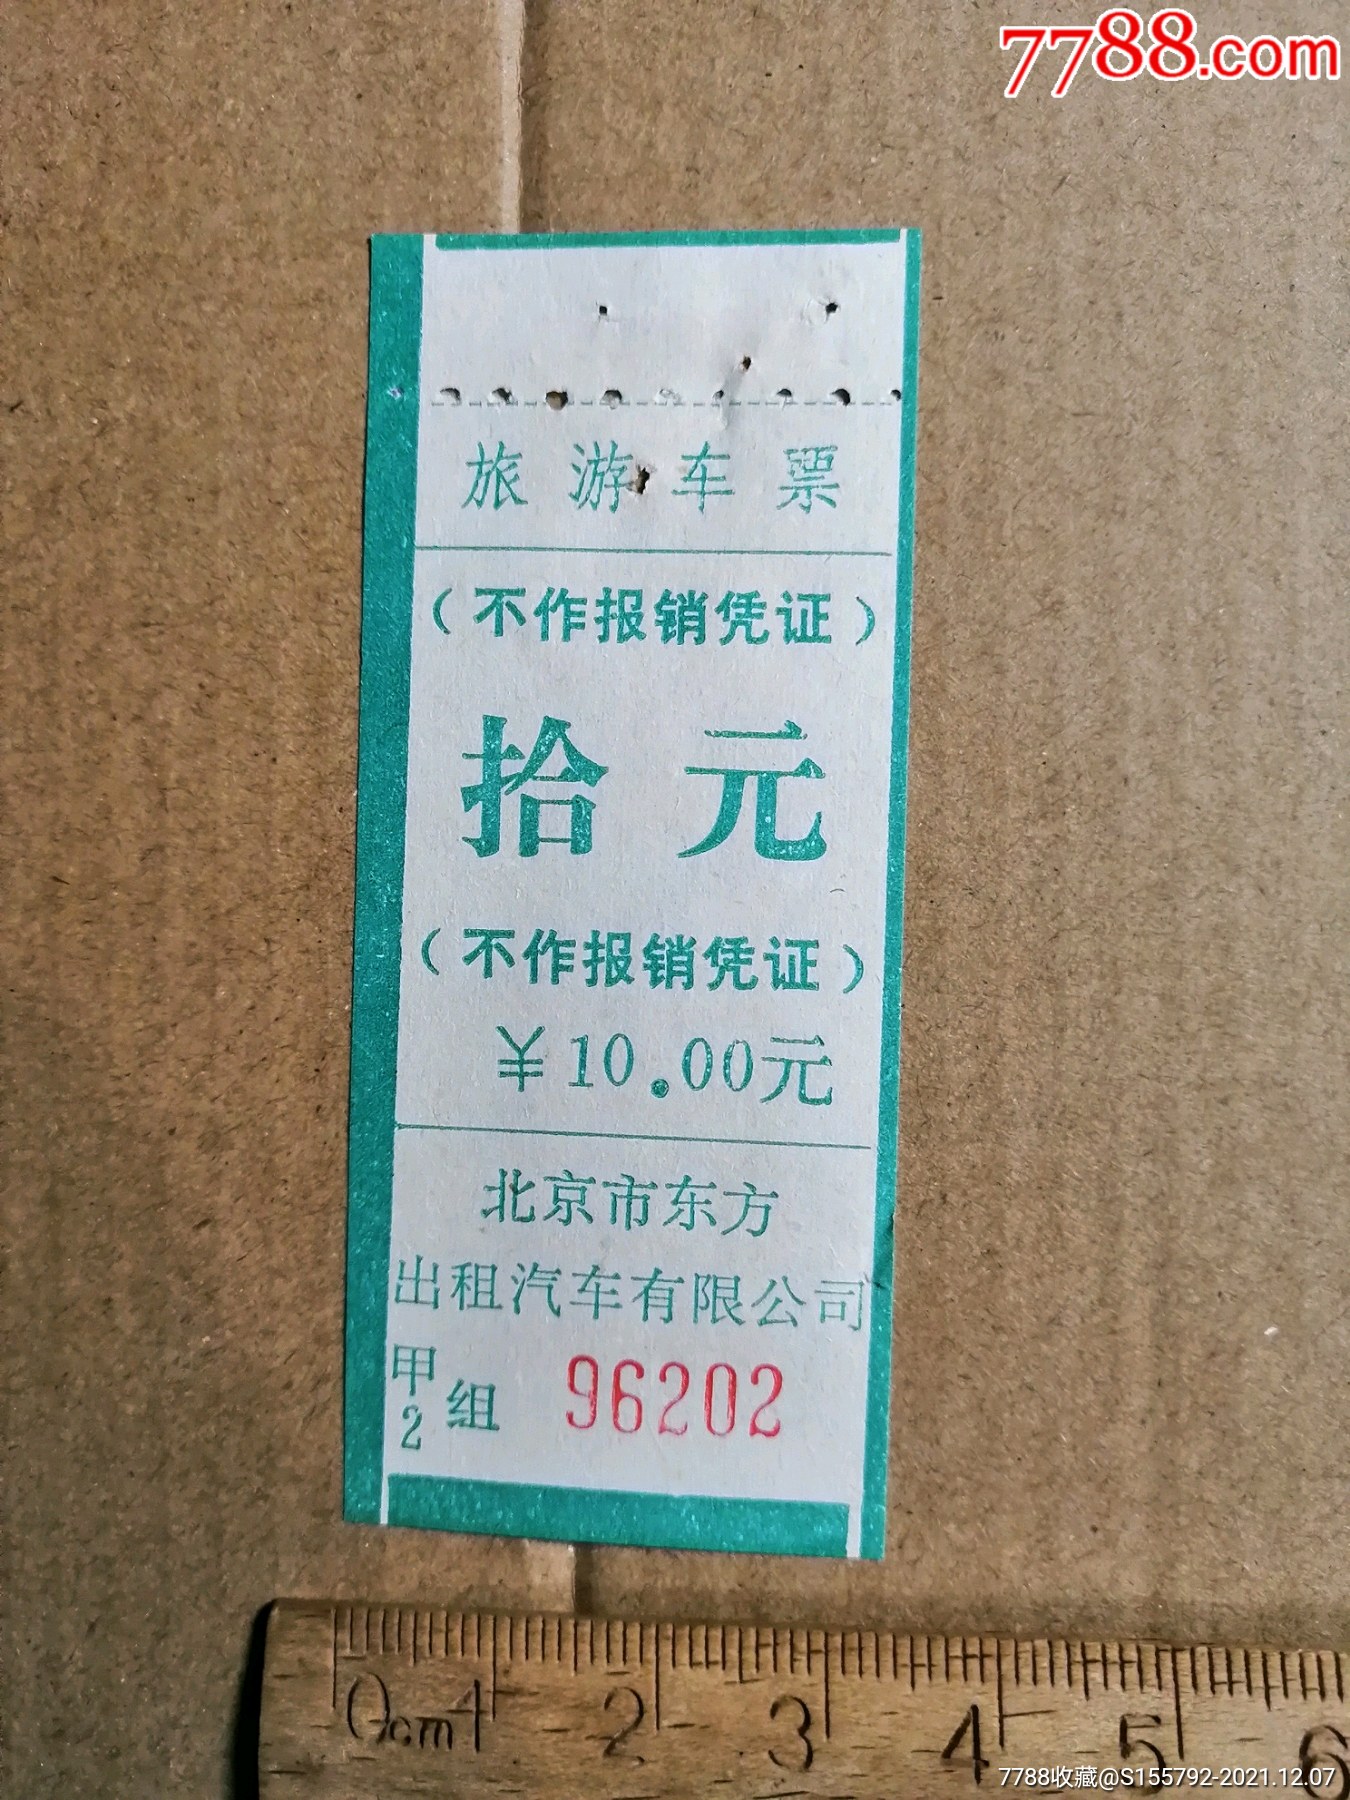 7788.com
旅游车票
（不作报销凭证）
拾元
（不作报销凭证）
￥10.00元
北京市东方
出租汽车有限公司
甲2组 96202
0cm 1 2 3 4 5 6
7788收藏@S155792-2021.12.07